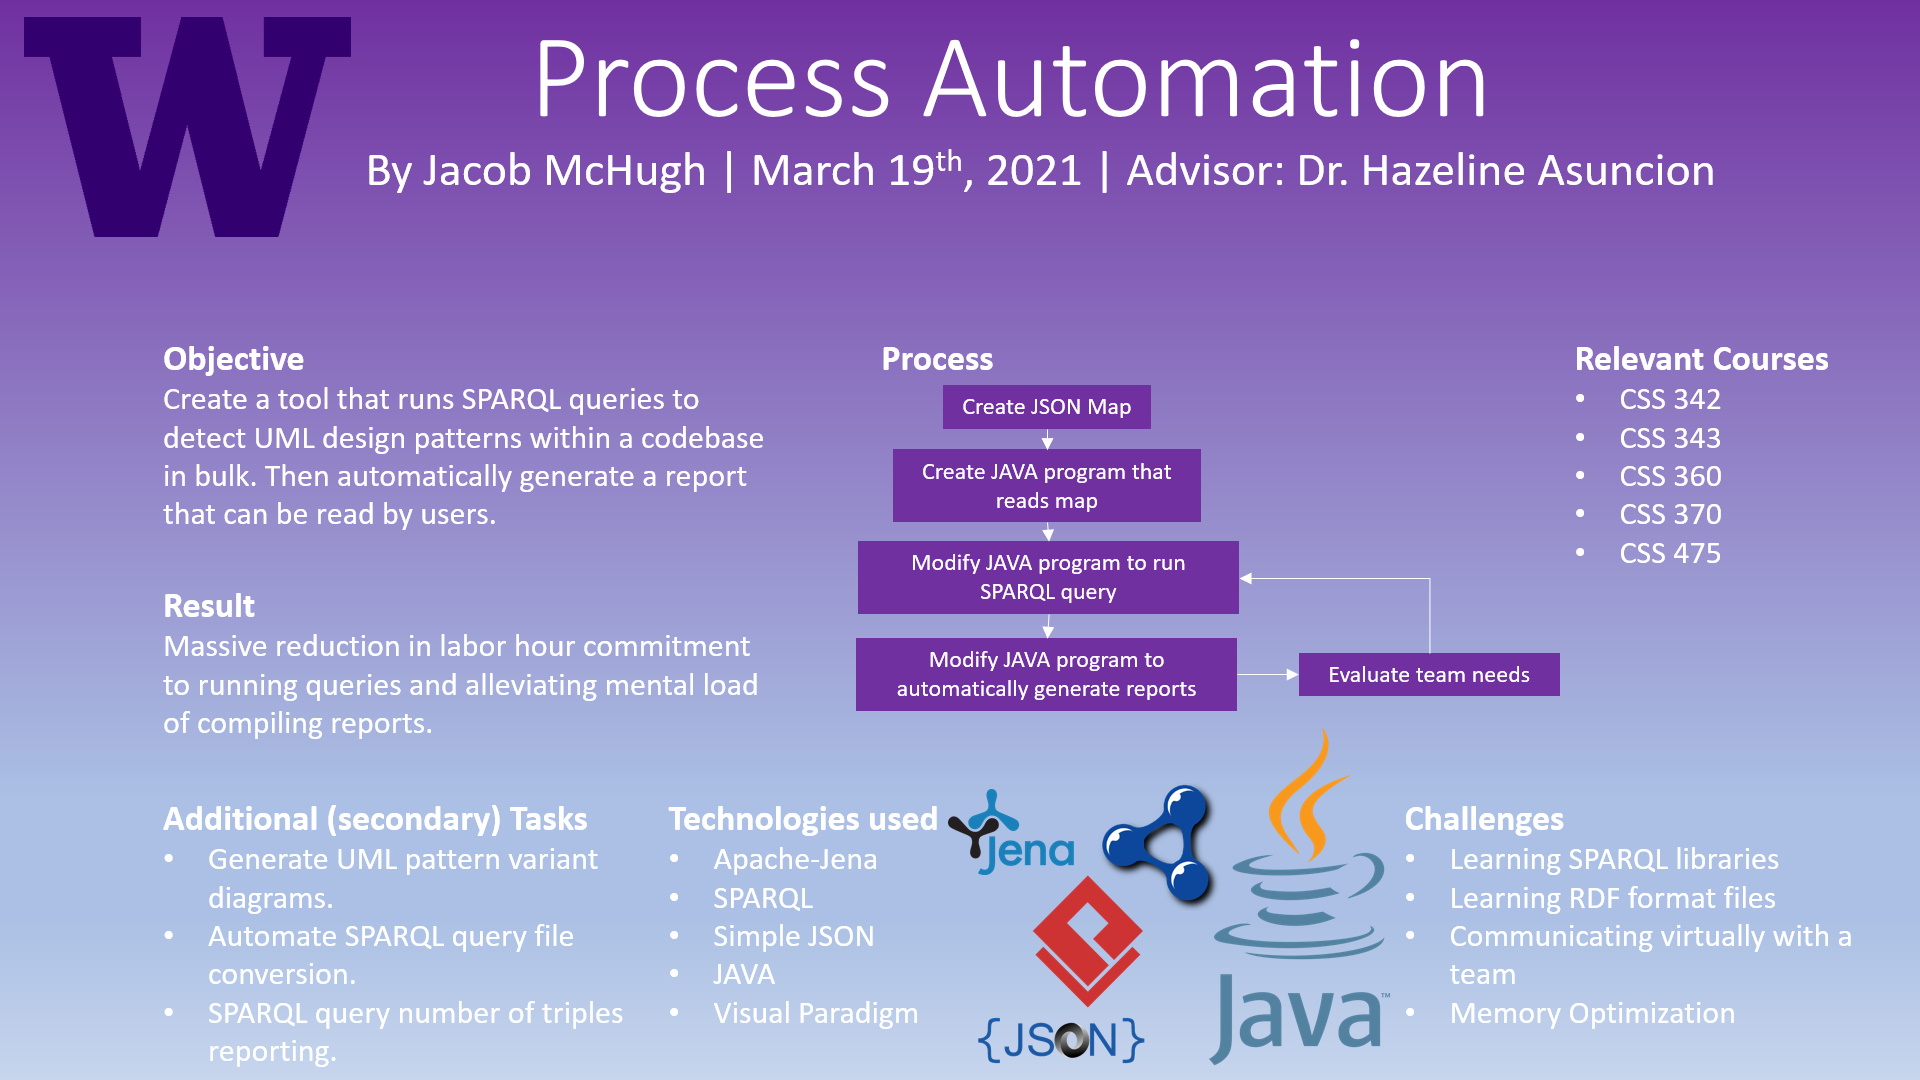 W
Process Automation
By Jacob McHugh | March 19th, 2021 | Advisor: Dr. Hazeline Asuncion
Objective
Create a tool that runs SPARQL queries to
detect UML design patterns within a codebase
in bulk. Then automatically generate a report
that can be read by users.
Result
Massive reduction in labor hour commitment
to running queries and alleviating mental load
of compiling reports.
Process
Create JSON Map
Create JAVA program that
reads map
Modify JAVA program to run
SPARQL query
Modify JAVA program to
automatically generate reports
Evaluate team needs
Relevant Courses
• CSS 342
• CSS 343
• CSS 360
• CSS 370
• CSS 475
Additional (secondary) Tasks
• Generate UML pattern variant
diagrams.
• Automate SPARQL query file
conversion.
• SPARQL query number of triples
reporting.
Technologies used
• Apache-Jena
• SPARQL
• Simple JSON
• JAVA
• Visual Paradigm
Jena
{JSON}
Java™
Challenges
• Learning SPARQL libraries
• Learning RDF format files
• Communicating virtually with a
team
• Memory Optimization